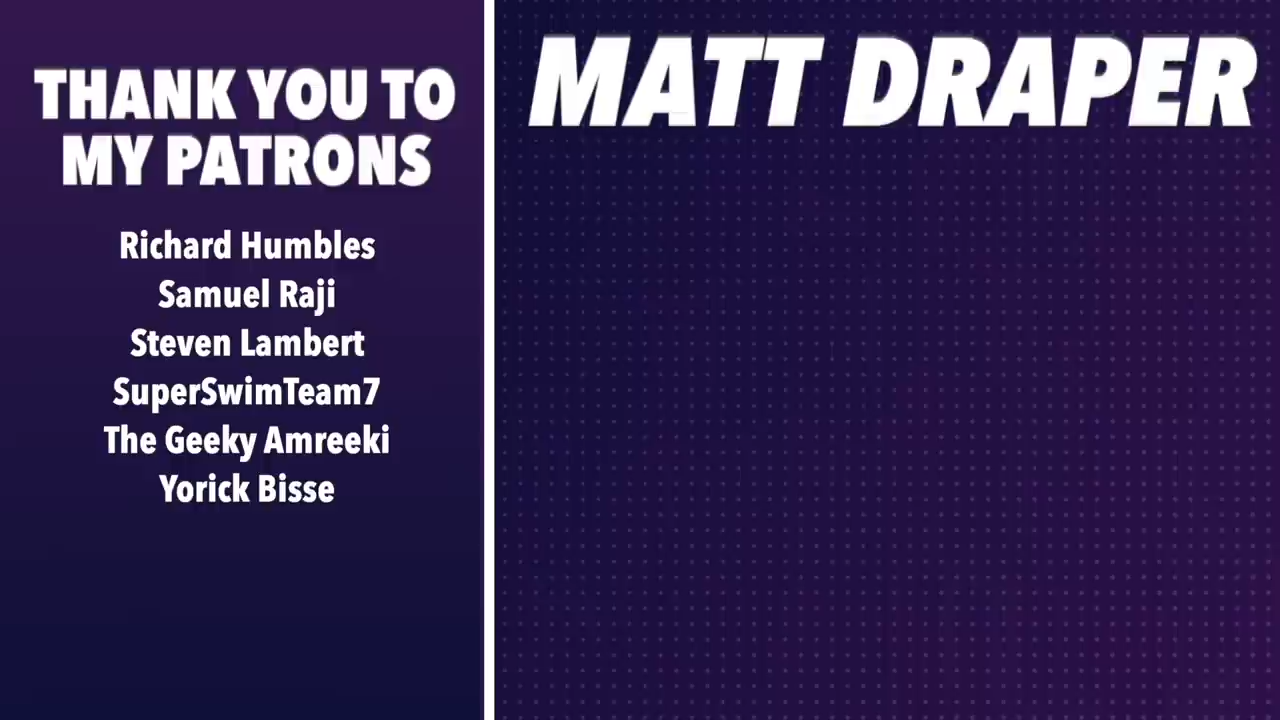 THANK YOU TO
MY PATRONS
Richard Humbles
Samuel Raji
Steven Lambert
SuperSwimTeam7
The Geeky Amreeki
Yorick Bisse
MATT DRAPER